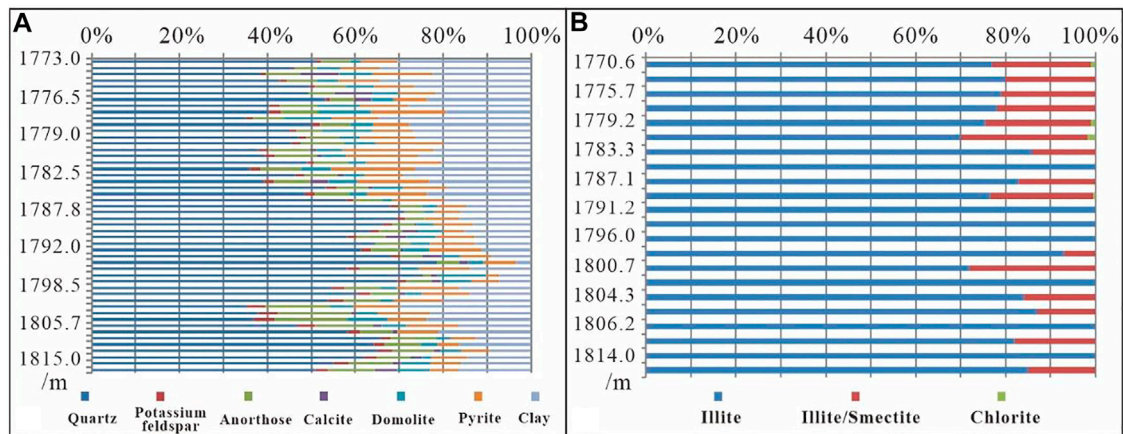 A
0% 20% 40% 60% 80% 100%
1773.0
1776.5
1779.0
1782.5
1787.8
1792.0
1798.5
1805.7
1815.0
/m
Quartz Potassium feldspar Anorthose Calcite Domolite Pyrite Clay
B
0% 20% 40% 60% 80% 100%
1770.6
1775.7
1779.2
1783.3
1787.1
1791.2
1796.0
1800.7
1804.3
1806.2
1814.0
/m
Illite Illite/Smectite Chlorite